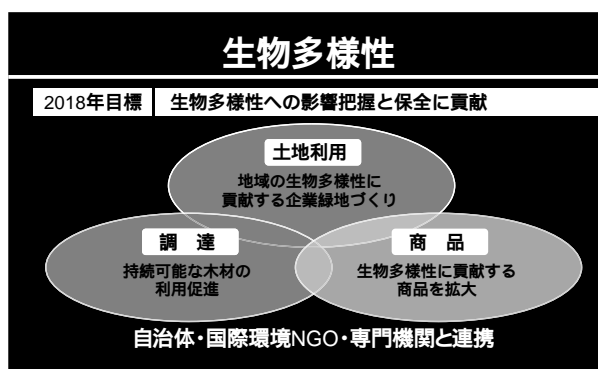 生物多様性
2018年目標 生物多様性への影響把握と保全に貢献
土地利用
地域の生物多様性に
貢献する企業緑地づくり
調 達
持続可能な木材の
利用促進
商 品
生物多様性に貢献する
商品を拡大
自治体・国際環境NGO・専門機関と連携